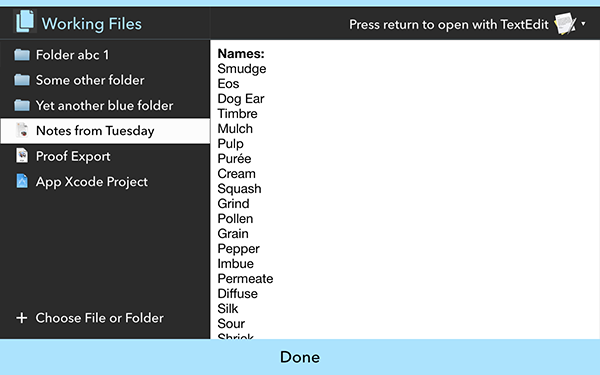 Working Files
Press return to open with TextEdit
Folder abc 1
Some other folder
Yet another blue folder
Notes from Tuesday
Proof Export
App Xcode Project
Choose File or Folder
Names:
Smudge
Eos
Dog Ear
Timbre
Mulch
Pulp
Purée
Cream
Squash
Grind
Pollen
Grain
Pepper
Imbue
Permeate
Diffuse
Silk
Sour
Shriek
Done